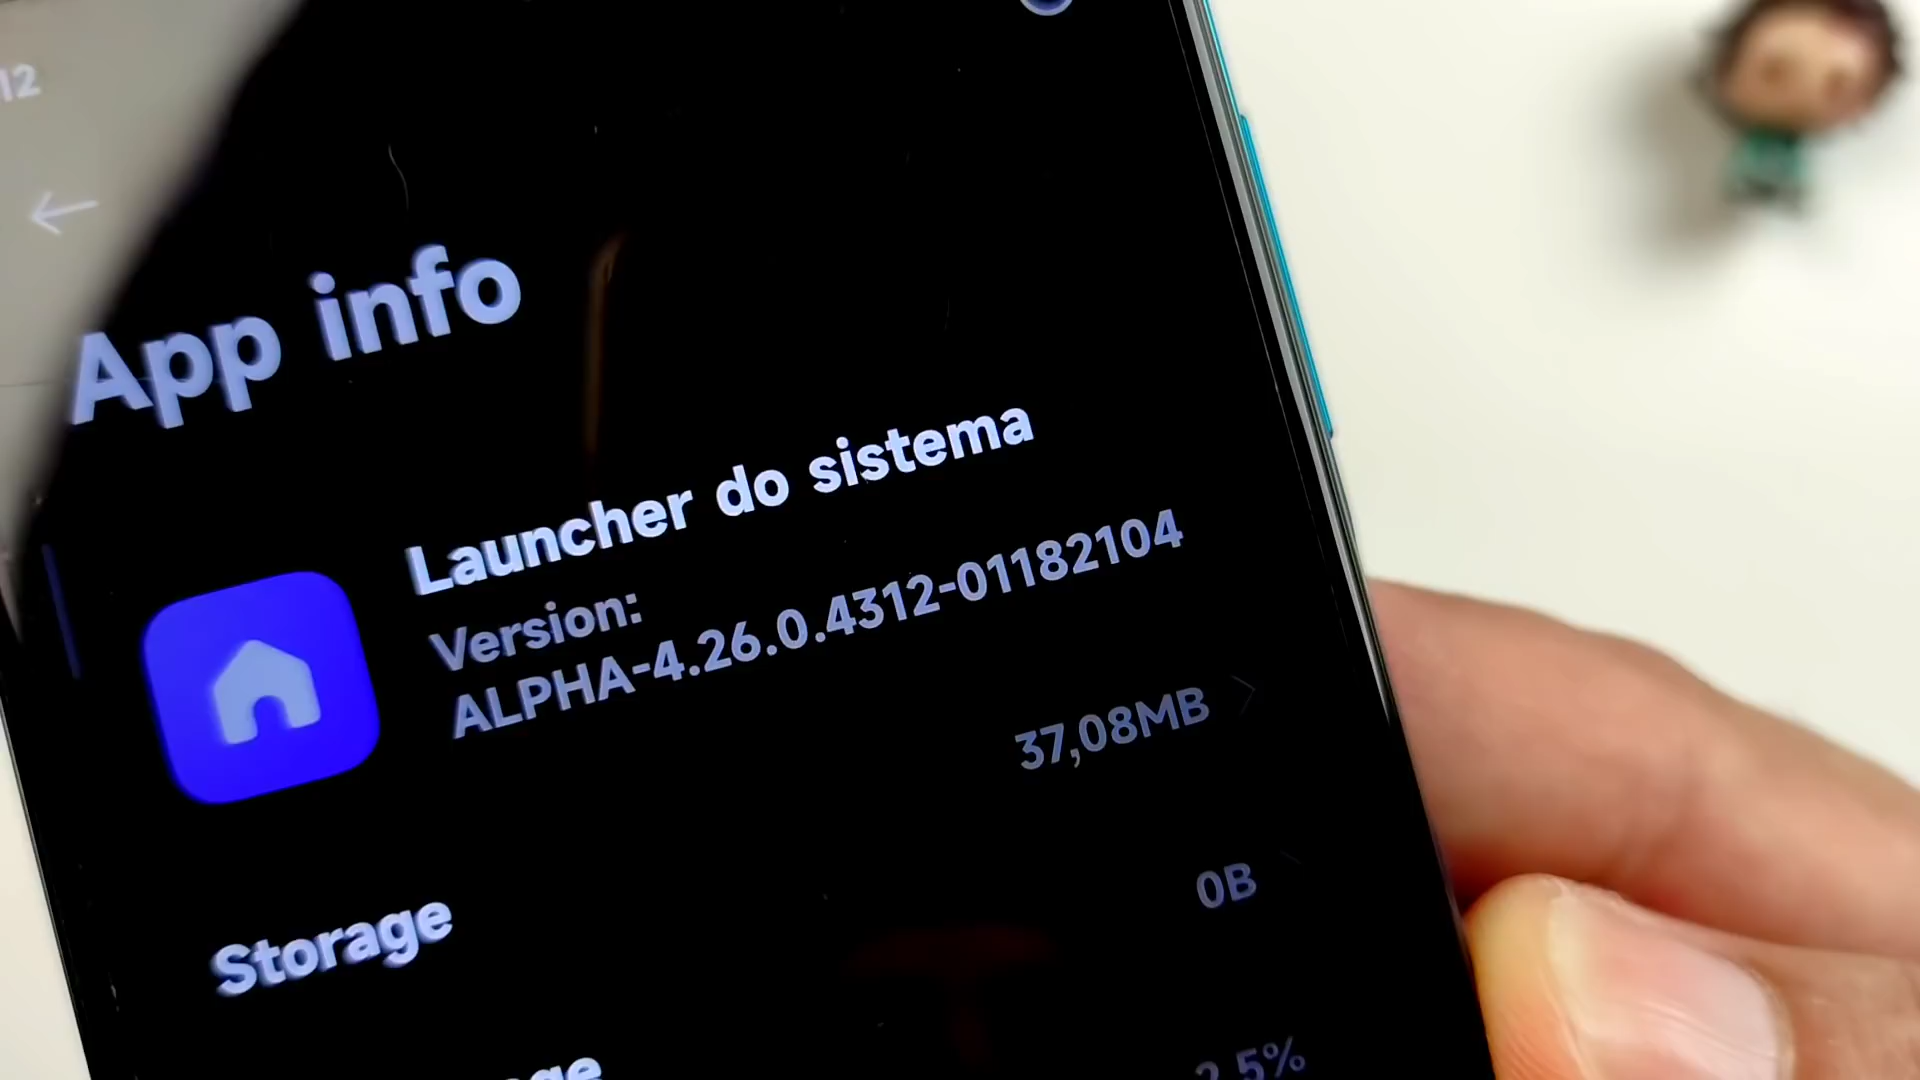 12
App info
Launcher do sistema
Version:
ALPHA-4.26.0.4312-01182104
37,08MB
Storage
0B
2,5%